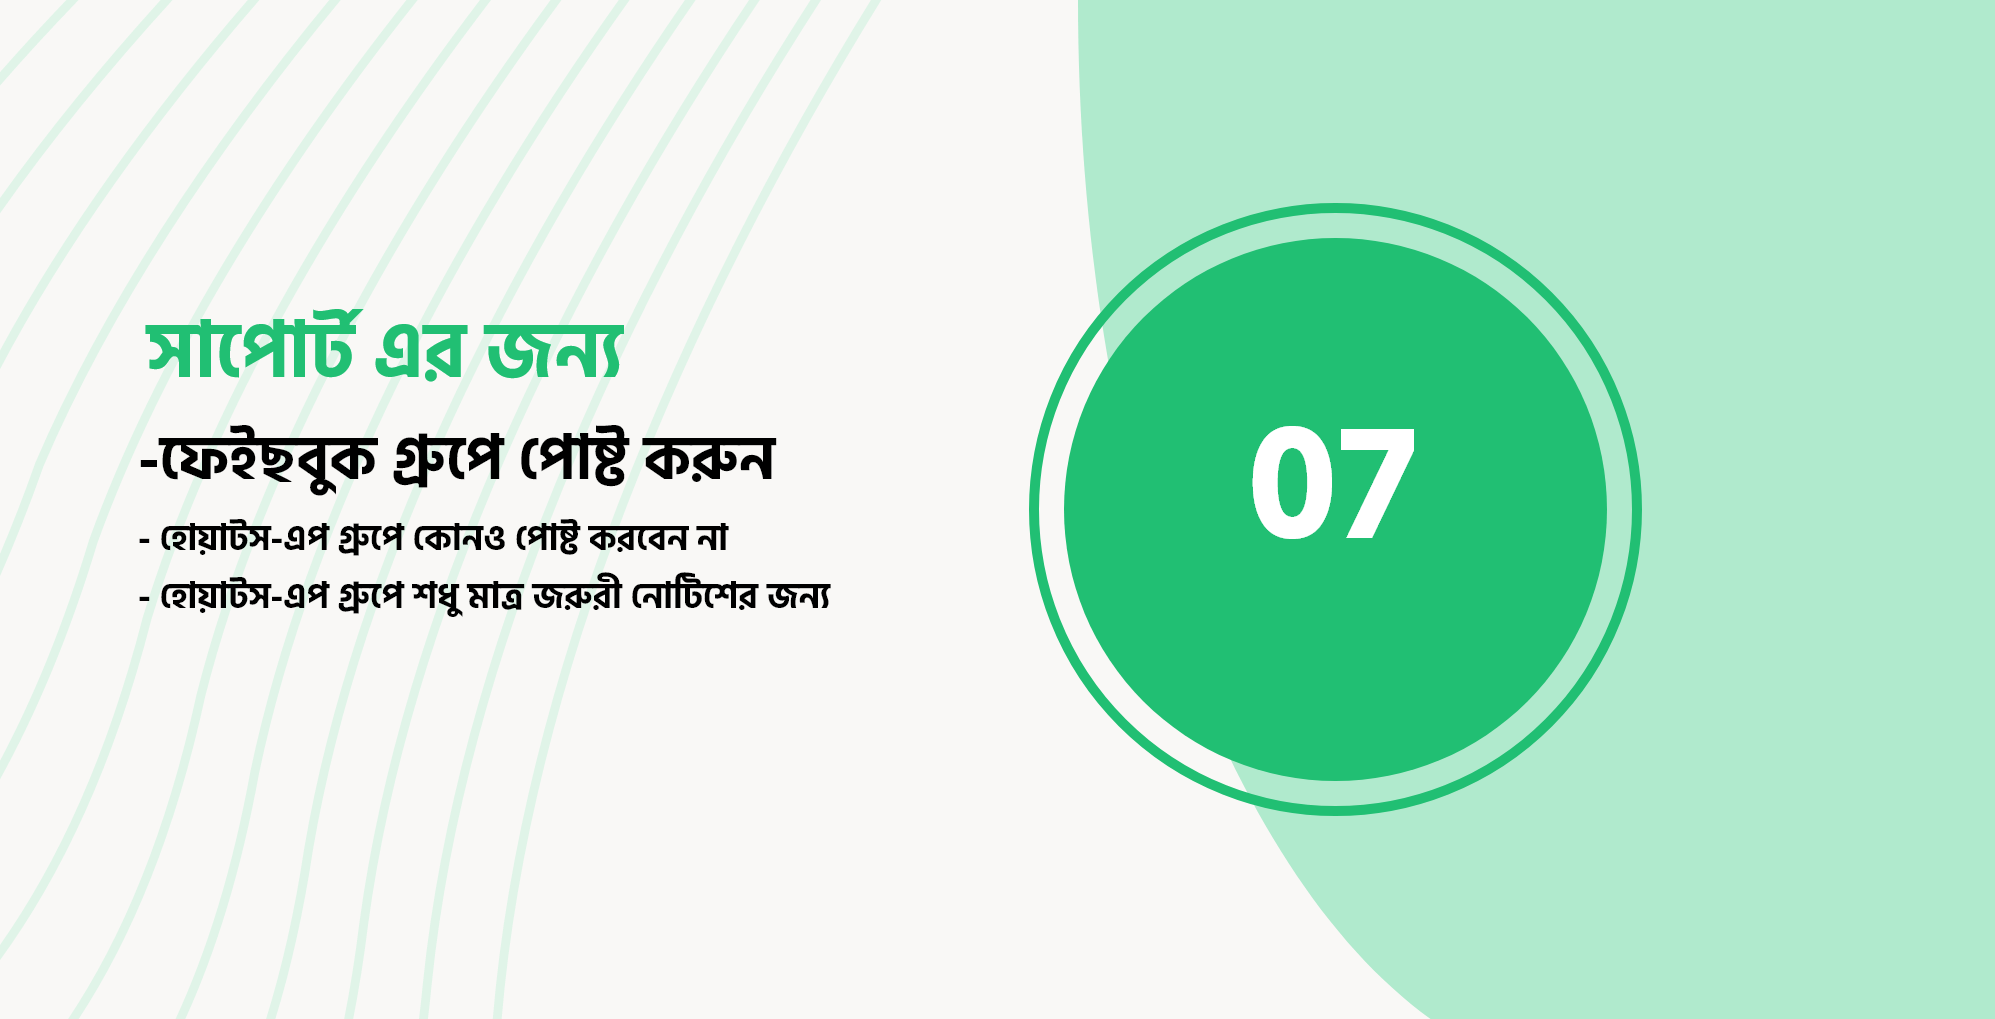 সাপোর্ট এর জন্য
-ফেইছবুক গ্রুপে পোষ্ট করুন
- হোয়াটস-এপ গ্রুপে কোনও পোষ্ট করবেন না
- হোয়াটস-এপ গ্রুপে শধু মাত্র জরুরী নোটিশের জন্য
07